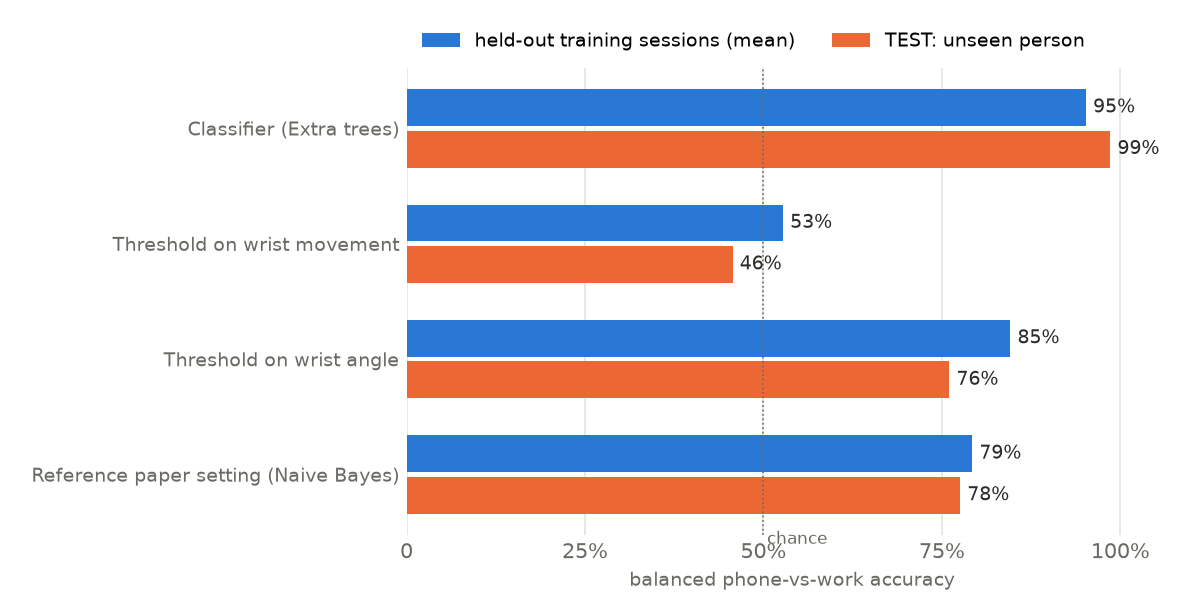 held-out training sessions (mean) TEST: unseen person
Classifier (Extra trees)
95%
99%
Threshold on wrist movement
53%
46%
Threshold on wrist angle
85%
76%
Reference paper setting (Naive Bayes)
79%
78%
chance
0 25% 50% 75% 100%
balanced phone-vs-work accuracy